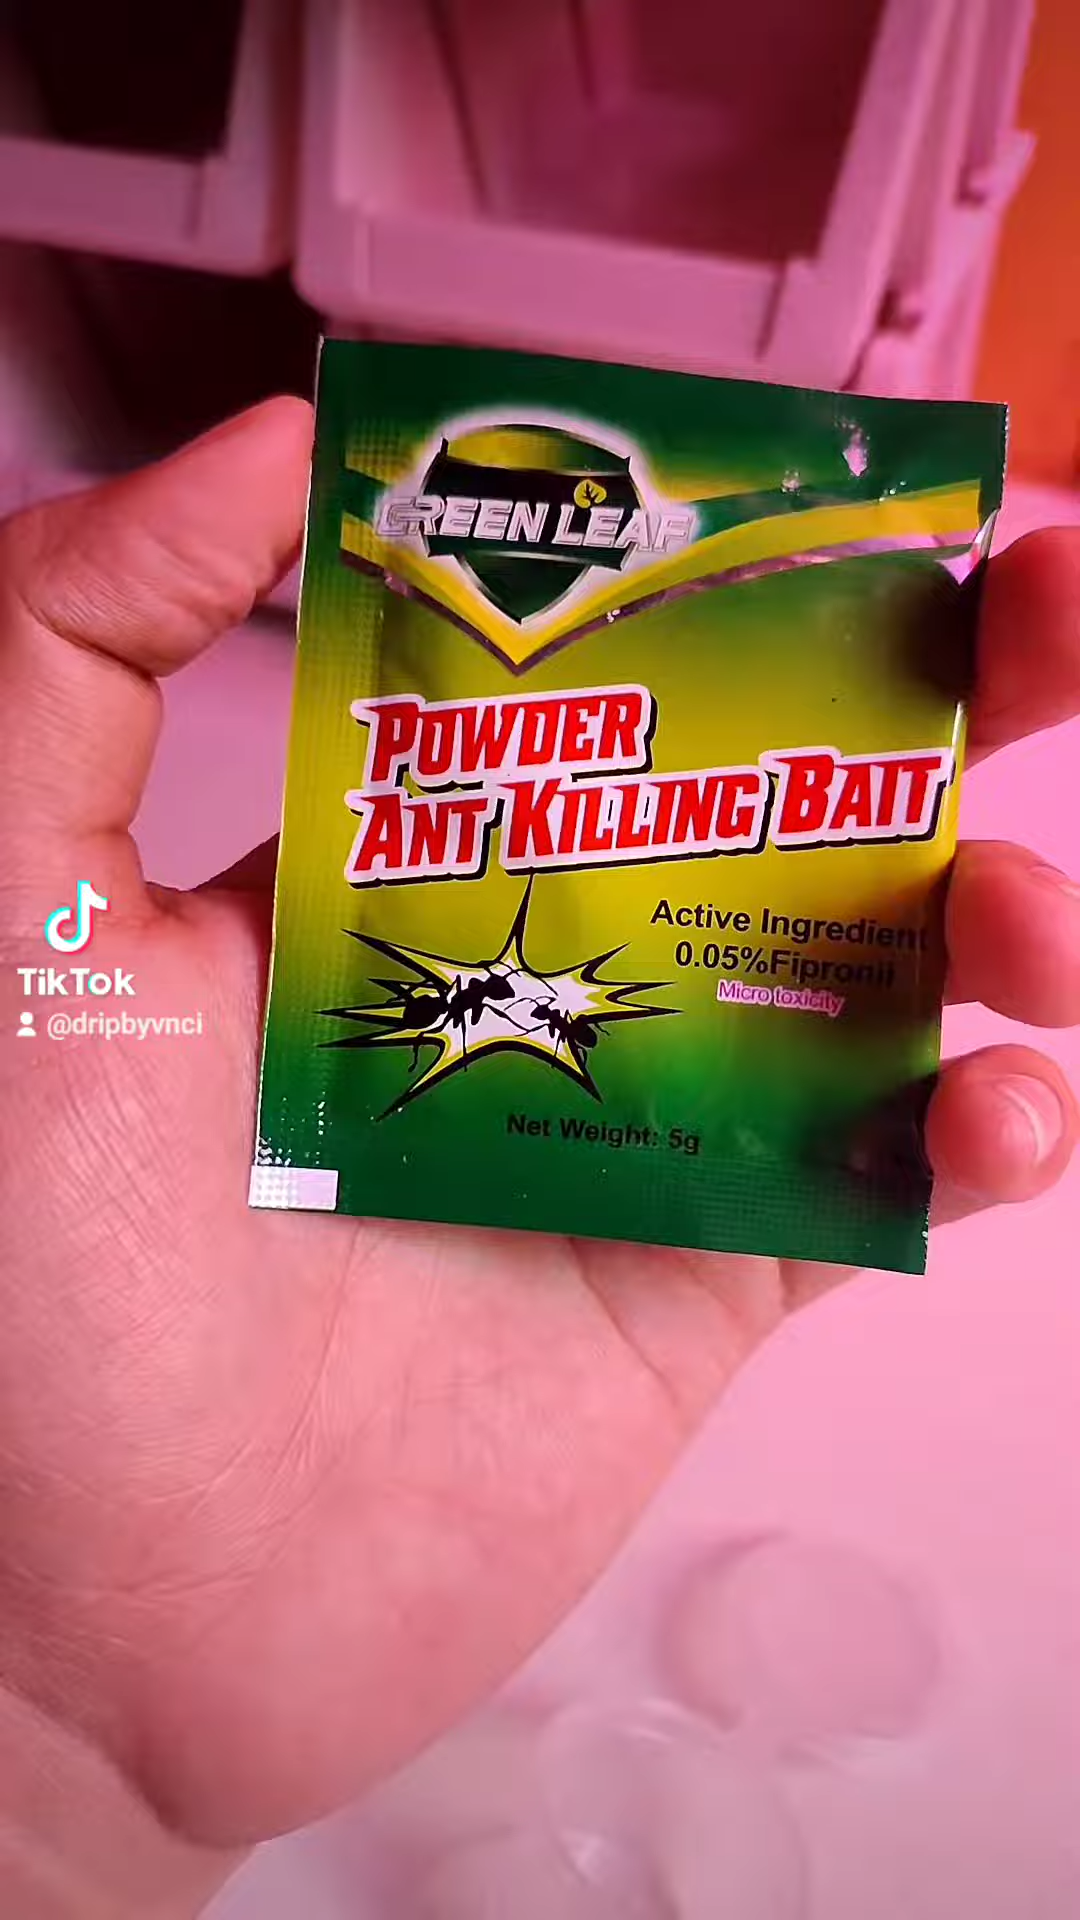 GREEN LEAF
POWDER
ANT KILLING BAIT
Active Ingredient
0.05%Fipronil
Micro toxicity
Net Weight: 5g
TikTok
@dripbyvnci